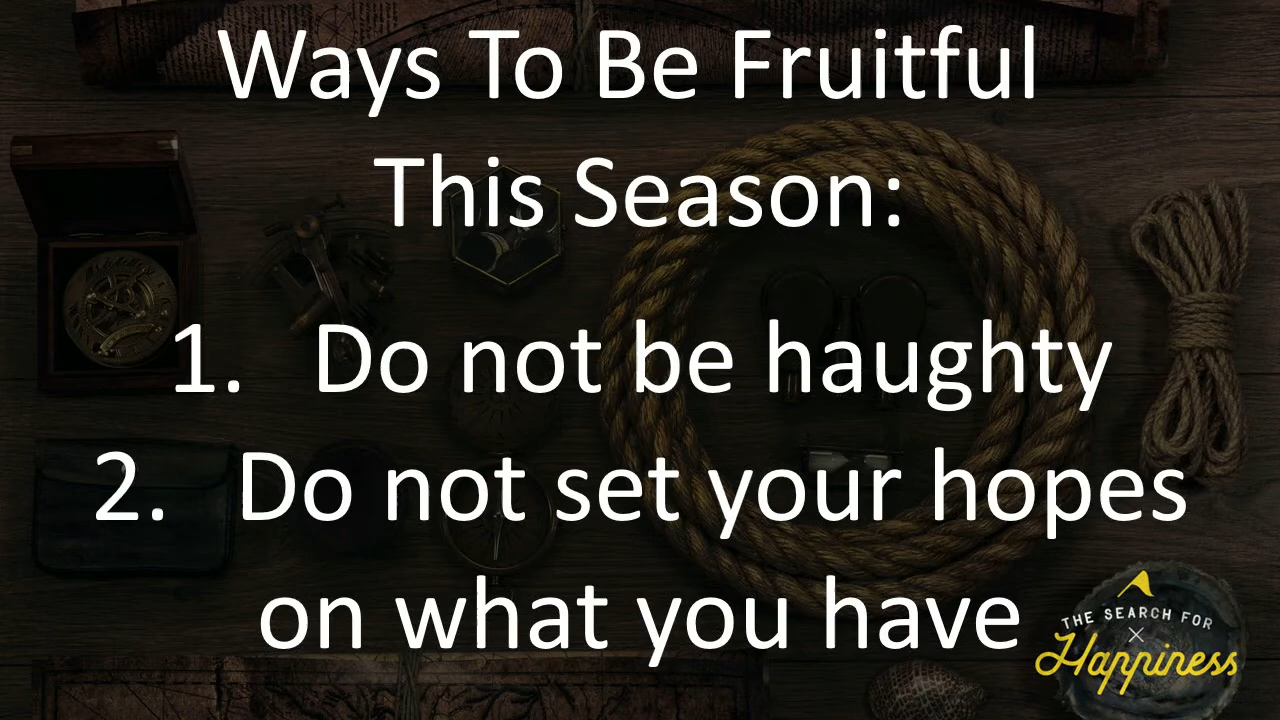 Ways To Be Fruitful
This Season:
1. Do not be haughty
2. Do not set your hopes
on what you have
THE SEARCH FOR
Happiness